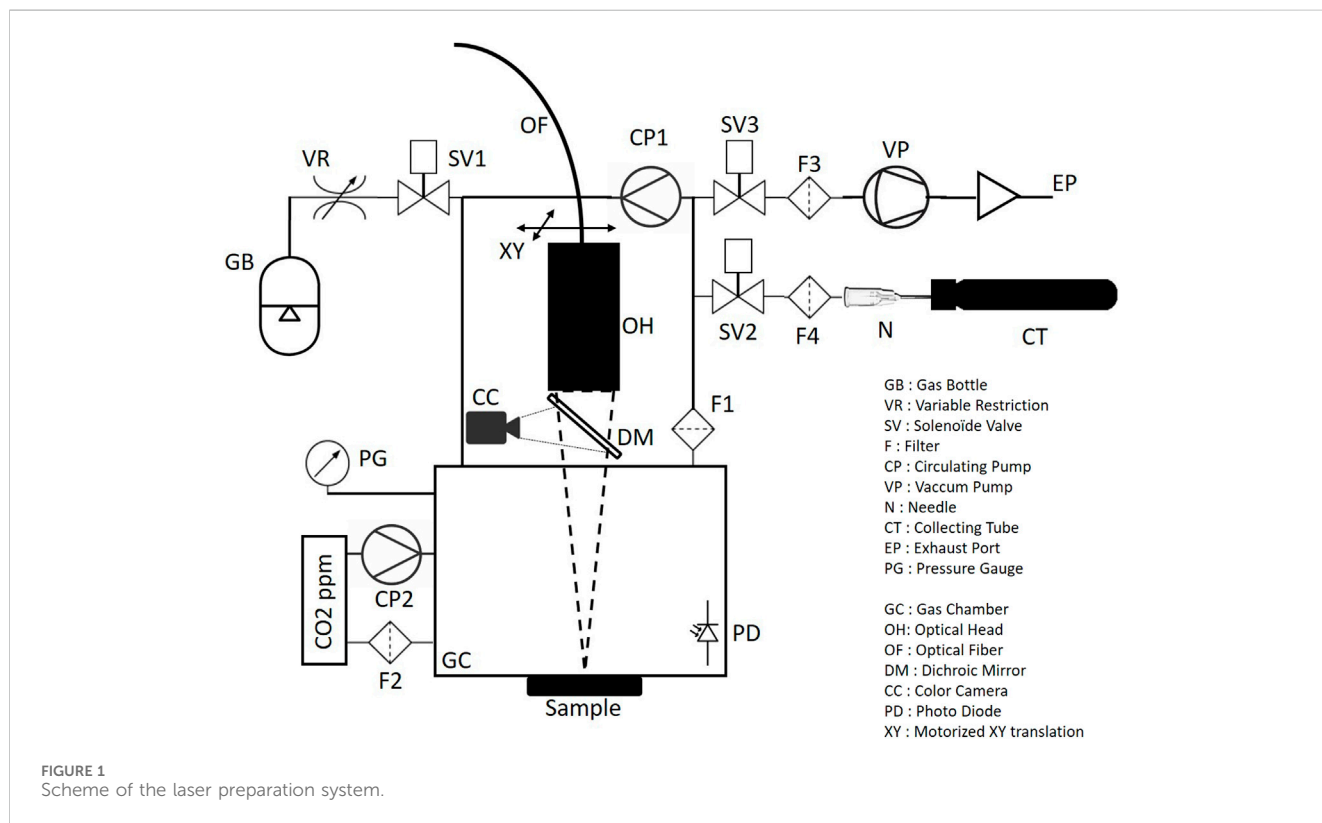 OF
CP1
SV3
VP
VR
SV1
F3
EP
XY
GB
OH
SV2
F4
N
CT
CC
DM
F1
PG
CO2 ppm
CP2
F2
GC
PD
Sample
GB : Gas Bottle
VR : Variable Restriction
SV : Solenoïde Valve
F : Filter
CP : Circulating Pump
VP : Vaccum Pump
N : Needle
CT : Collecting Tube
EP : Exhaust Port
PG : Pressure Gauge
GC : Gas Chamber
OH: Optical Head
OF : Optical Fiber
DM : Dichroic Mirror
CC : Color Camera
PD : Photo Diode
XY : Motorized XY translation
FIGURE 1
Scheme of the laser preparation system.